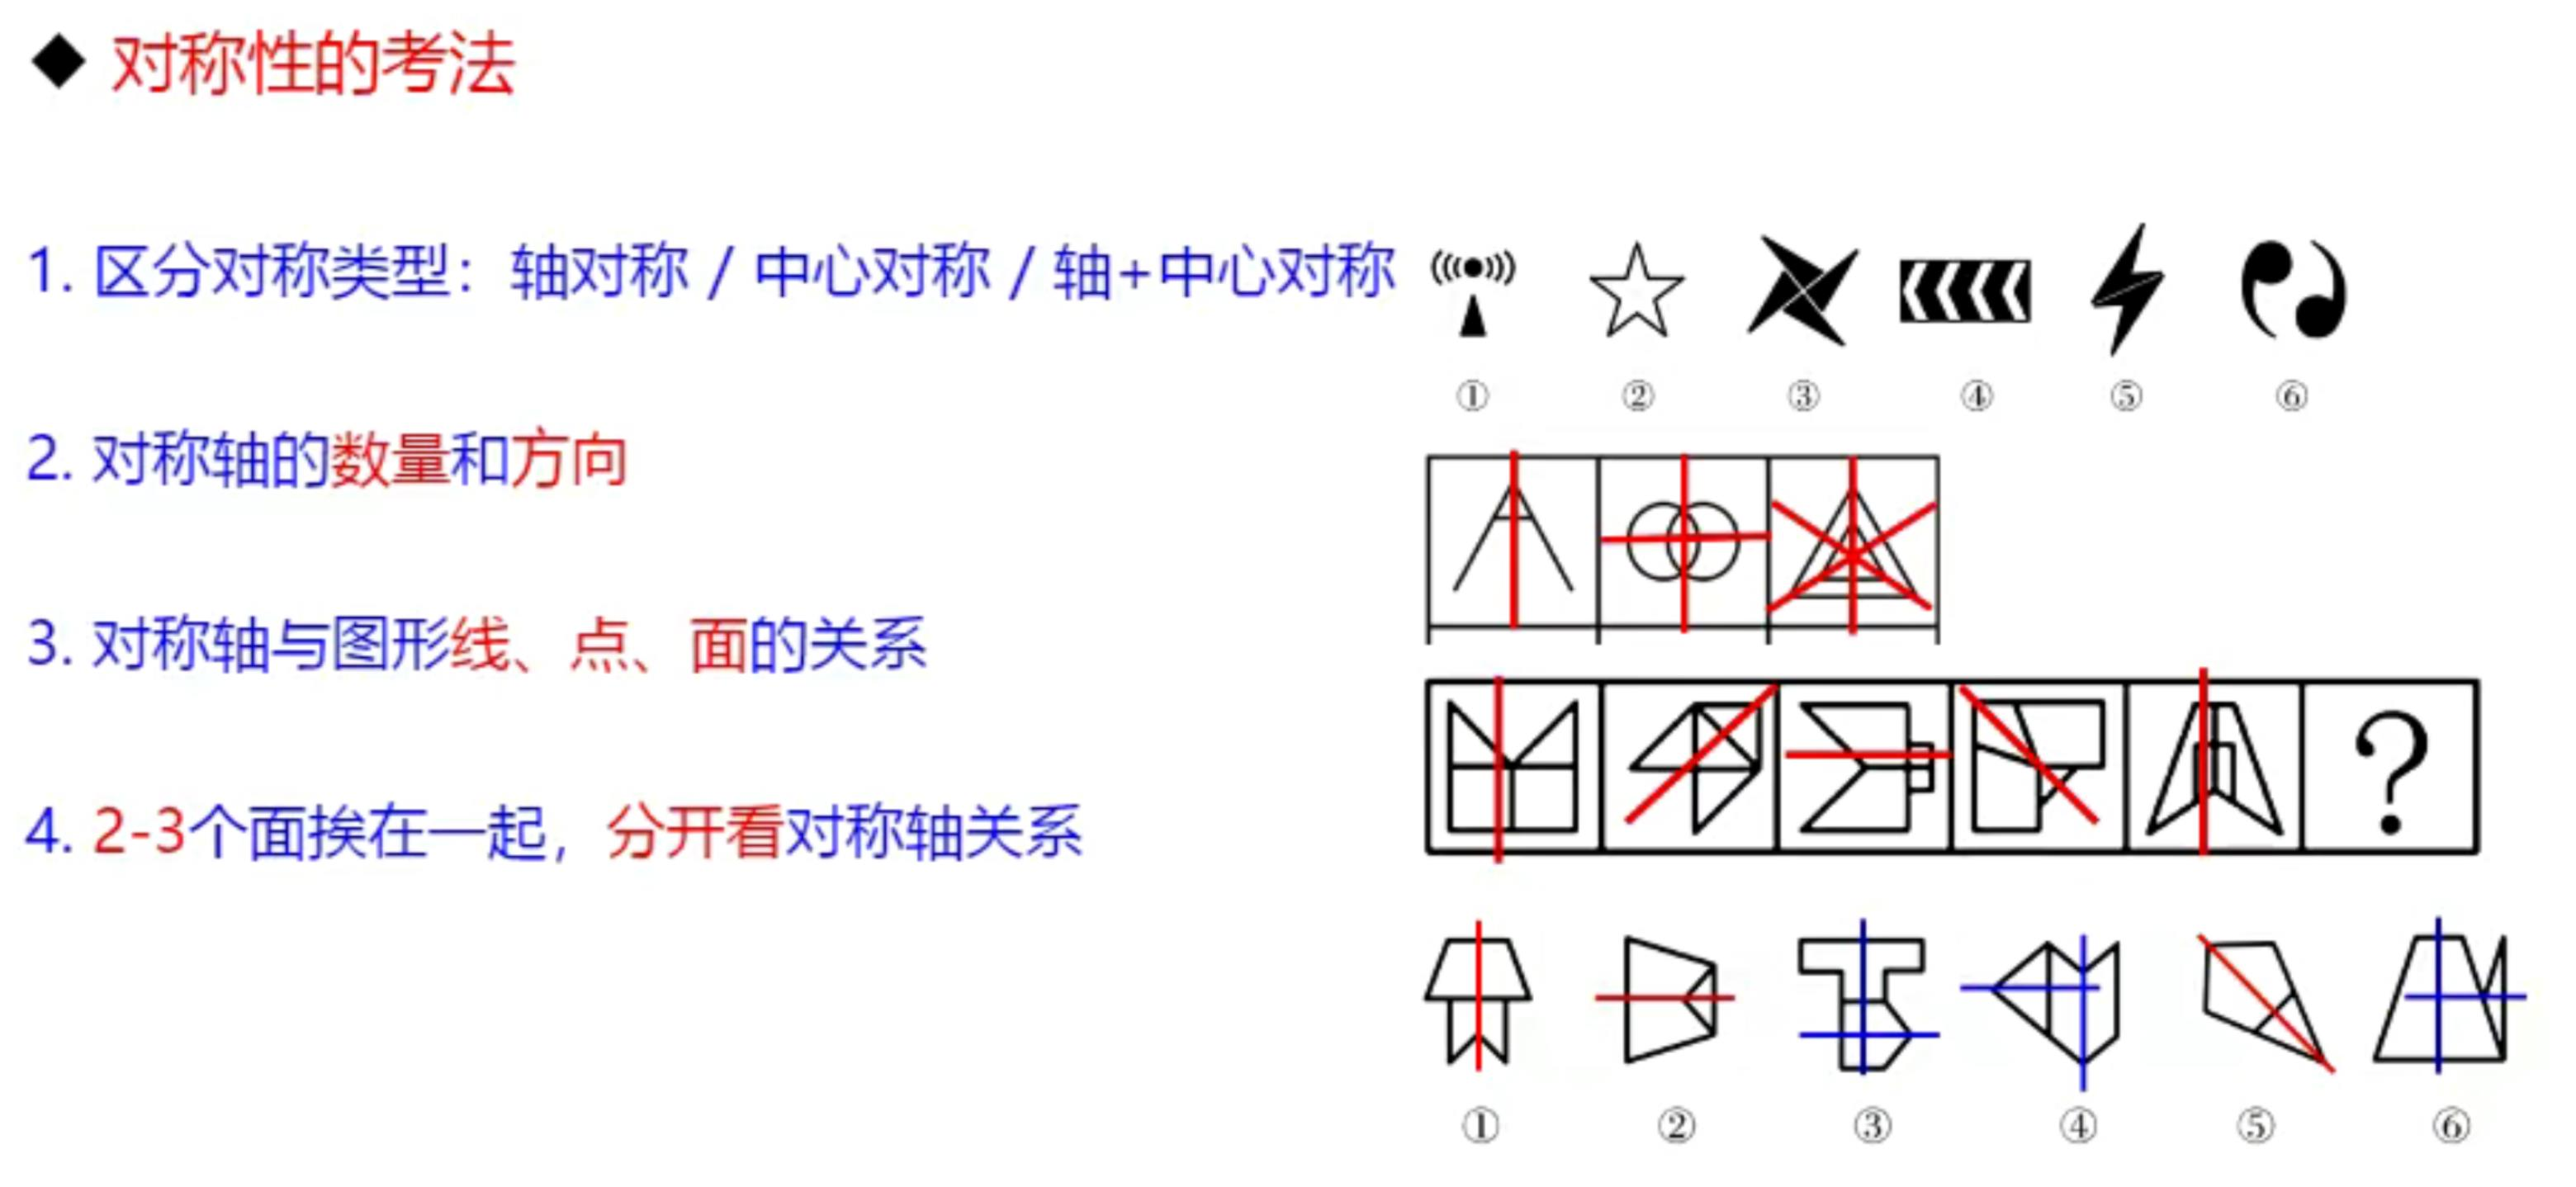 ◆ 对称性的考法
1. 区分对称类型：轴对称 / 中心对称 / 轴+中心对称
① ② ③ ④ ⑤ ⑥
2. 对称轴的数量和方向
3. 对称轴与图形线、点、面的关系
?
4. 2-3个面挨在一起，分开看对称轴关系
① ② ③ ④ ⑤ ⑥